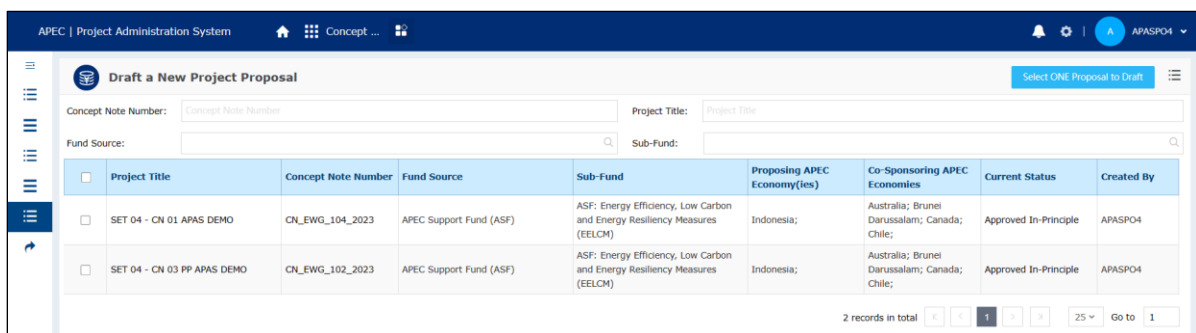 APEC | Project Administration System
Concept ...
A
APASPO4
Draft a New Project Proposal
Select ONE Proposal to Draft
Concept Note Number:
Concept Note Number
Project Title:
Project Title
Fund Source:
Sub-Fund:
Project Title
Concept Note Number
Fund Source
Sub-Fund
Proposing APEC
Economy(ies)
Co-Sponsoring APEC
Economies
Current Status
Created By
SET 04 - CN 01 APAS DEMO
CN_EWG_104_2023
APEC Support Fund (ASF)
ASF: Energy Efficiency, Low Carbon
and Energy Resiliency Measures
(EELCM)
Indonesia;
Australia; Brunei
Darussalam; Canada;
Chile;
Approved In-Principle
APASPO4
SET 04 - CN 03 PP APAS DEMO
CN_EWG_102_2023
APEC Support Fund (ASF)
ASF: Energy Efficiency, Low Carbon
and Energy Resiliency Measures
(EELCM)
Indonesia;
Australia; Brunei
Darussalam; Canada;
Chile;
Approved In-Principle
APASPO4
2 records in total
1
25
Go to
1